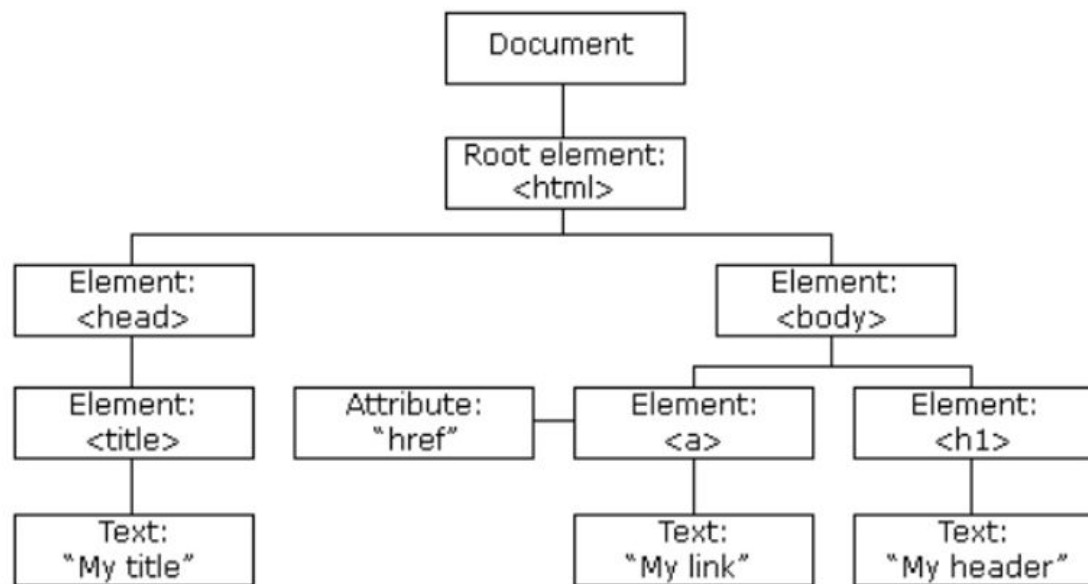 Document
Root element:
<html>
Element:
<head>
Element:
<body>
Element:
<title>
Attribute:
“href”
Element:
<a>
Element:
<h1>
Text:
“My title”
Text:
“My link”
Text:
“My header”